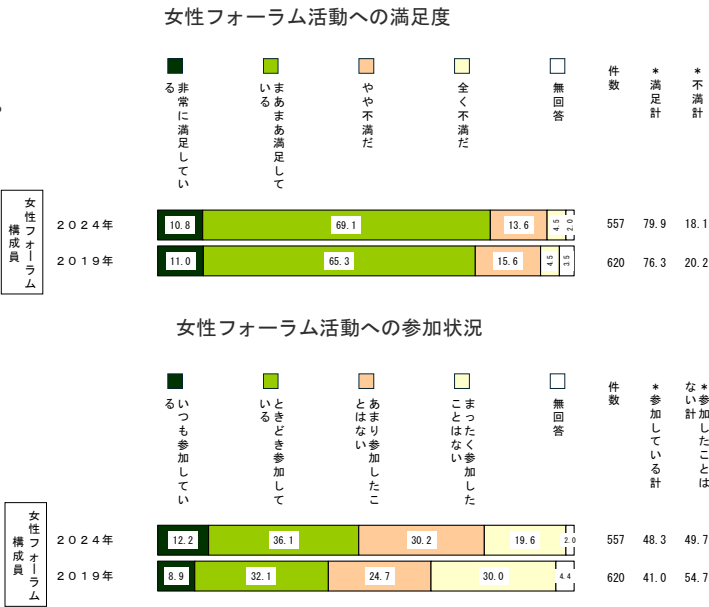 女性フォーラム活動への満足度
非常に満足してい
る
まあまあ満足して
いる
やや不満だ
全く不満だ
無回答
件数
*満足計
*不満計
女性フォーラム
構成員
2024年 10.8 69.1 13.6 4.5 2.0 557 79.9 18.1
2019年 11.0 65.3 15.6 4.5 3.5 620 76.3 20.2
女性フォーラム活動への参加状況
いつも参加してい
る
ときどき参加して
いる
あまり参加したこ
とはない
まったく参加した
ことはない
無回答
件数
*参加している計
*参加したことは
ない計
女性フォーラム
構成員
2024年 12.2 36.1 30.2 19.6 2.0 557 48.3 49.7
2019年 8.9 32.1 24.7 30.0 4.4 620 41.0 54.7